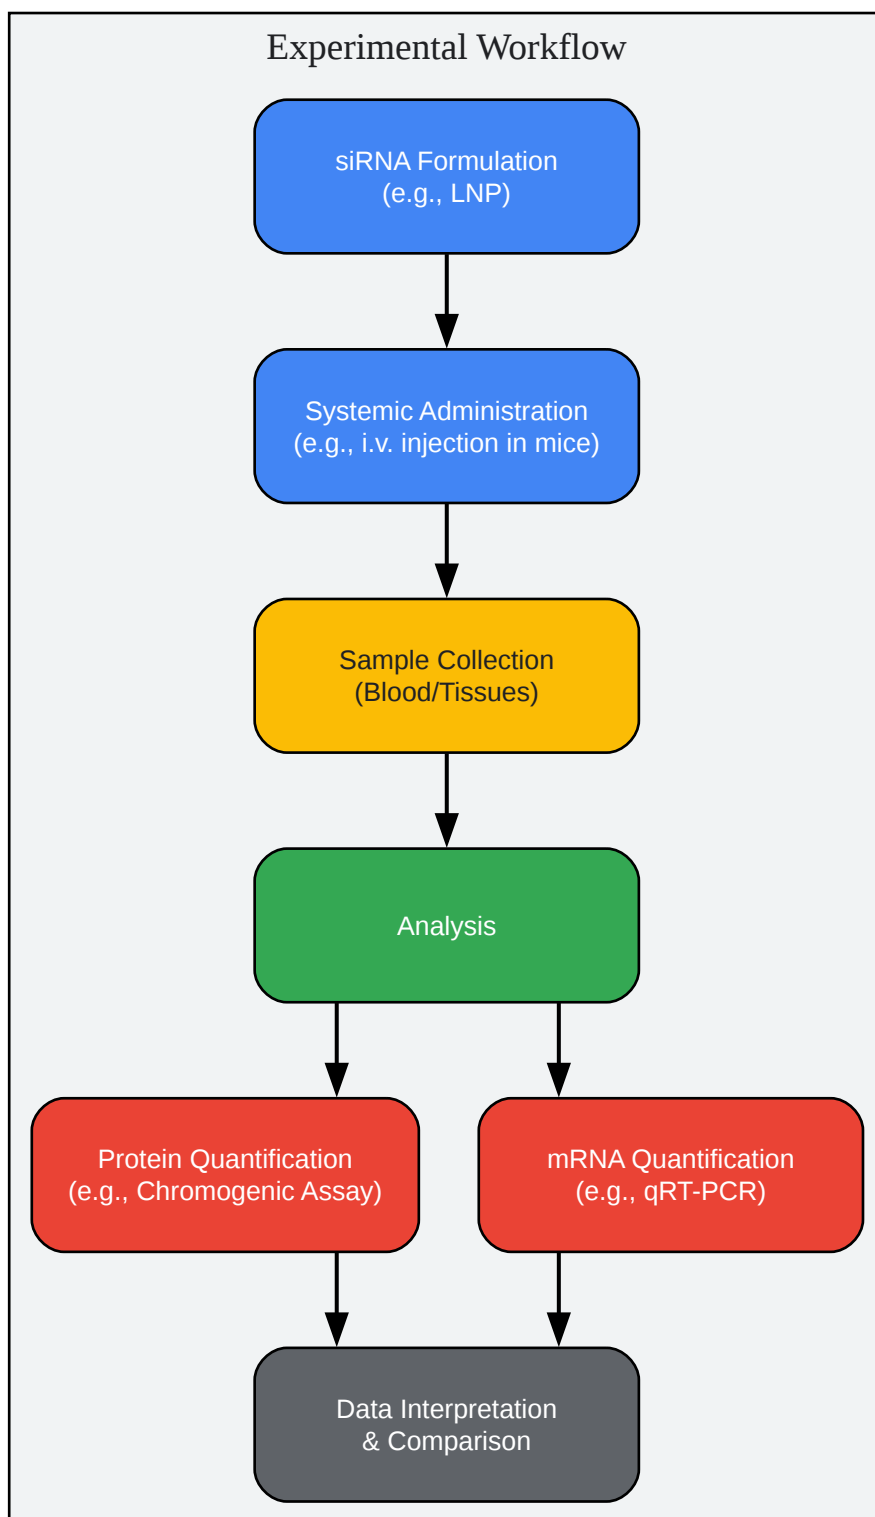 Experimental Workflow
siRNA Formulation
(e.g., LNP)
Systemic Administration
(e.g., i.v. injection in mice)
Sample Collection
(Blood/Tissues)
Analysis
Protein Quantification
(e.g., Chromogenic Assay)
mRNA Quantification
(e.g., qRT-PCR)
Data Interpretation
& Comparison